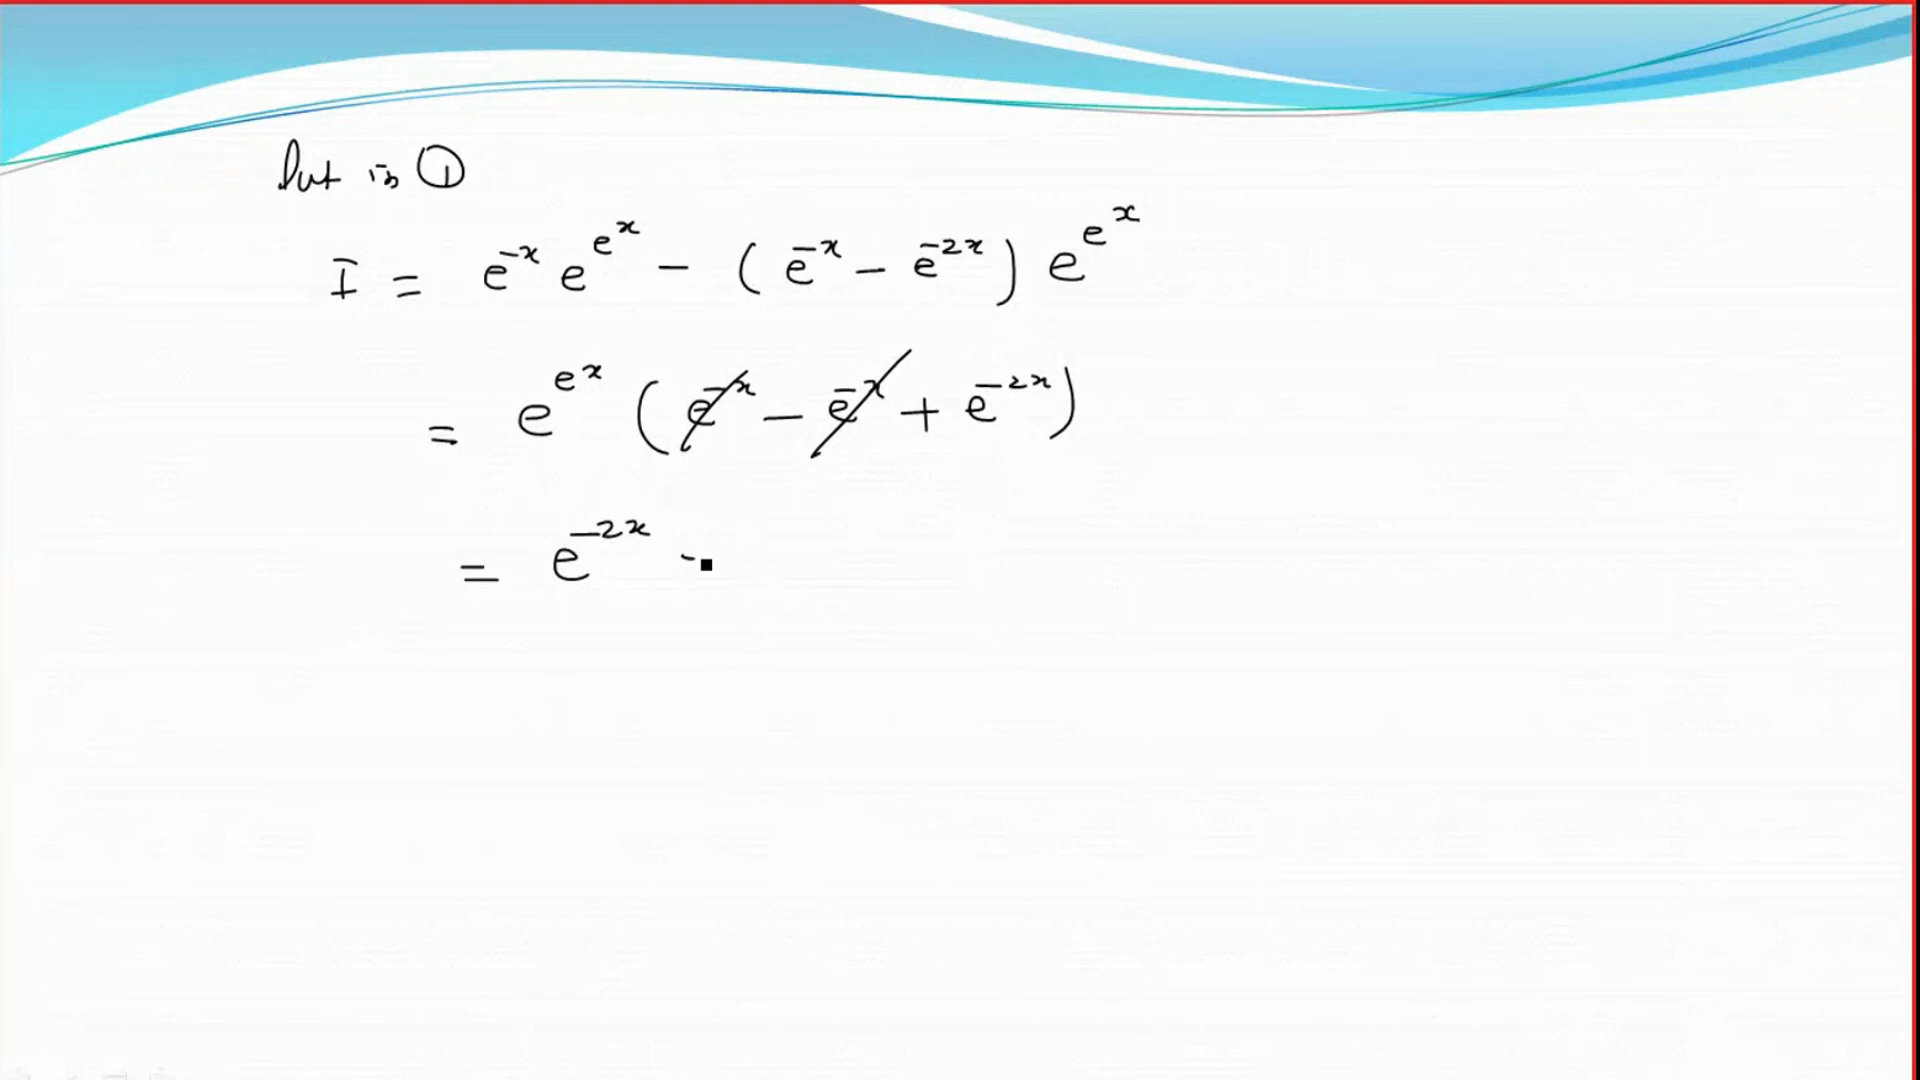 Put in ①
I = e^{-x} e^{e^x} - (e^{-x} - e^{-2x}) e^{e^x}
= e^{e^x} (e^{-x} - e^{-x} + e^{-2x})
= e^{-2x} -